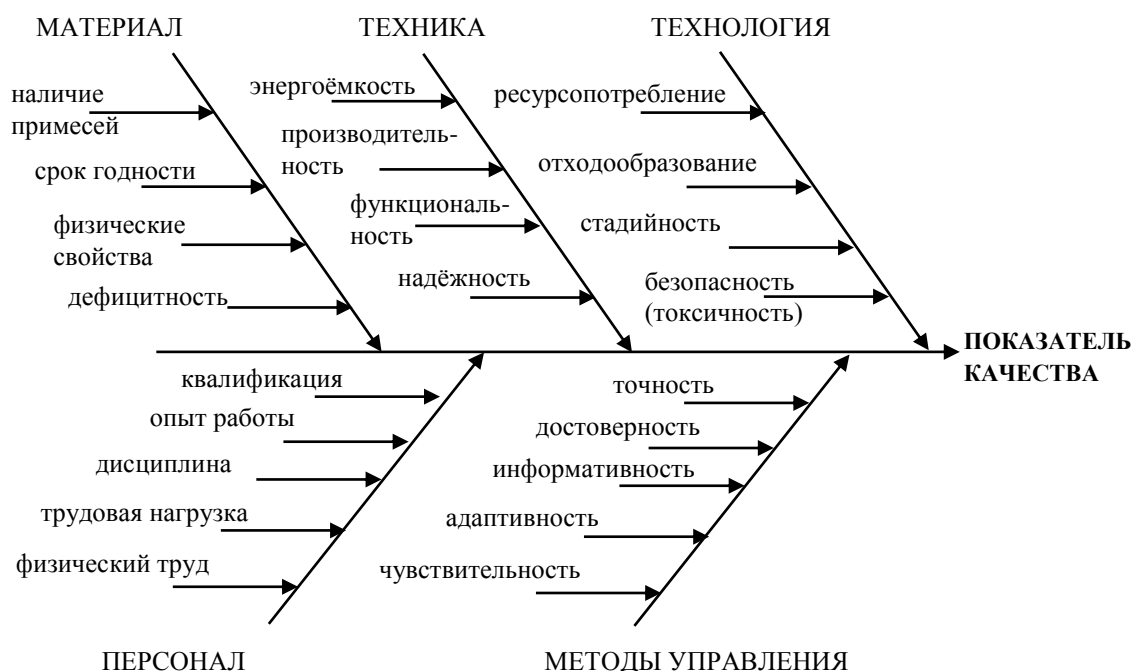 МАТЕРИАЛ
ТЕХНИКА
ТЕХНОЛОГИЯ
наличие
примесей
срок годности
физические
свойства
дефицитность
энергоёмкость
производитель-
ность
функциональ-
ность
надёжность
ресурсопотребление
отходообразование
стадийность
безопасность
(токсичность)
ПОКАЗАТЕЛЬ
КАЧЕСТВА
квалификация
опыт работы
дисциплина
трудовая нагрузка
физический труд
точность
достоверность
информативность
адаптивность
чувствительность
ПЕРСОНАЛ
МЕТОДЫ УПРАВЛЕНИЯ